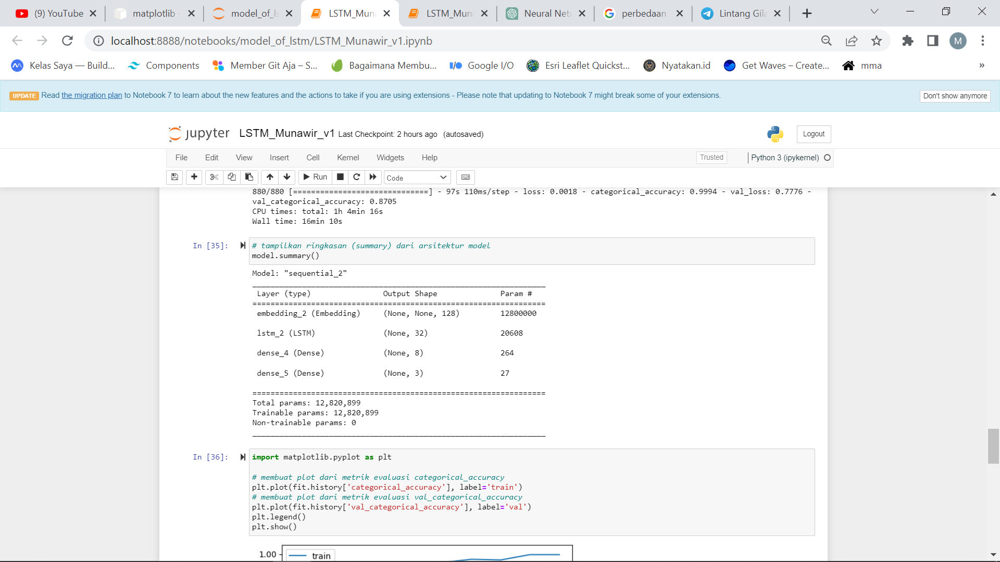 (9) YouTube
matplotlib
model_of_ls
LSTM_Mun
LSTM_Mun
Neural Net
perbedaan
Lintang Gila
localhost:8888/notebooks/model_of_lstm/LSTM_Munawir_v1.ipynb
M
Kelas Saya — Build...
Components
Member Git Aja – S...
Bagaimana Membu...
I/O Google I/O
Esri Leaflet Quickst...
Nyatakan.id
Get Waves – Create...
mma
»
UPDATE Read the migration plan to Notebook 7 to learn about the new features and the actions to take if you are using extensions - Please note that updating to Notebook 7 might break some of your extensions.
Don't show anymore
jupyter LSTM_Munawir_v1 Last Checkpoint: 2 hours ago (autosaved)
Logout
File Edit View Insert Cell Kernel Widgets Help
Trusted
Python 3 (ipykernel)
Run
Code
880/880 [==============================] - 97s 110ms/step - loss: 0.0018 - categorical_accuracy: 0.9994 - val_loss: 0.7776 -
val_categorical_accuracy: 0.8705
CPU times: total: 1h 4min 16s
Wall time: 16min 10s
In [35]:
# tampilkan ringkasan (summary) dari arsitektur model
model.summary()
Model: "sequential_2"
_________________________________________________________________
Layer (type) Output Shape Param #
=================================================================
embedding_2 (Embedding) (None, None, 128) 12800000
lstm_2 (LSTM) (None, 32) 20608
dense_4 (Dense) (None, 8) 264
dense_5 (Dense) (None, 3) 27
=================================================================
Total params: 12,820,899
Trainable params: 12,820,899
Non-trainable params: 0
_________________________________________________________________
In [36]:
import matplotlib.pyplot as plt
# membuat plot dari metrik evaluasi categorical_accuracy
plt.plot(fit.history['categorical_accuracy'], label='train')
# membuat plot dari metrik evaluasi val_categorical_accuracy
plt.plot(fit.history['val_categorical_accuracy'], label='val')
plt.legend()
plt.show()
1.00
train